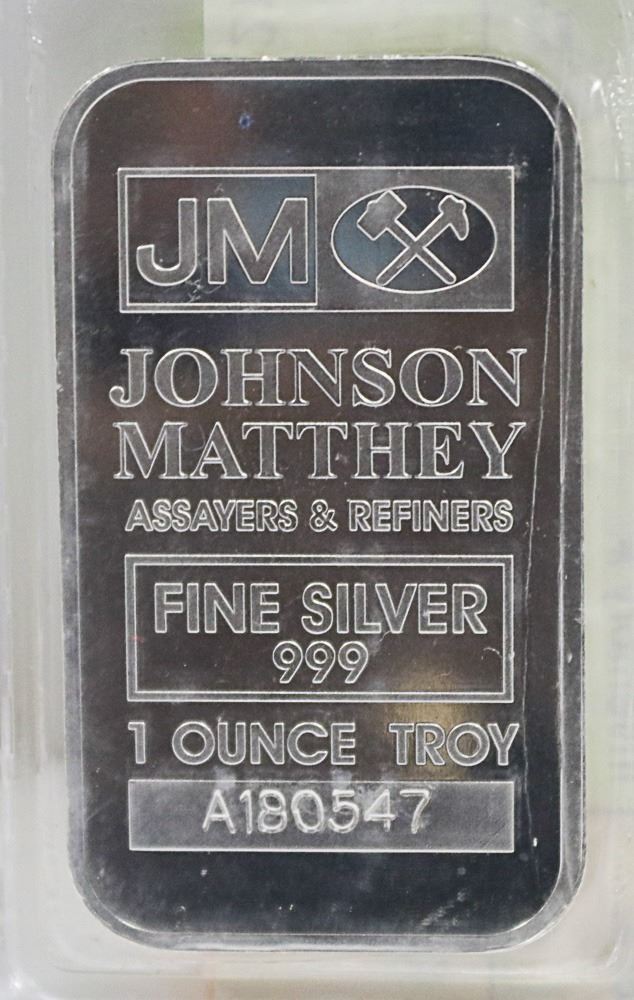 JM
JOHNSON
MATTHEY
ASSAYERS & REFINERS
FINE SILVER
999
1 OUNCE TROY
A180547